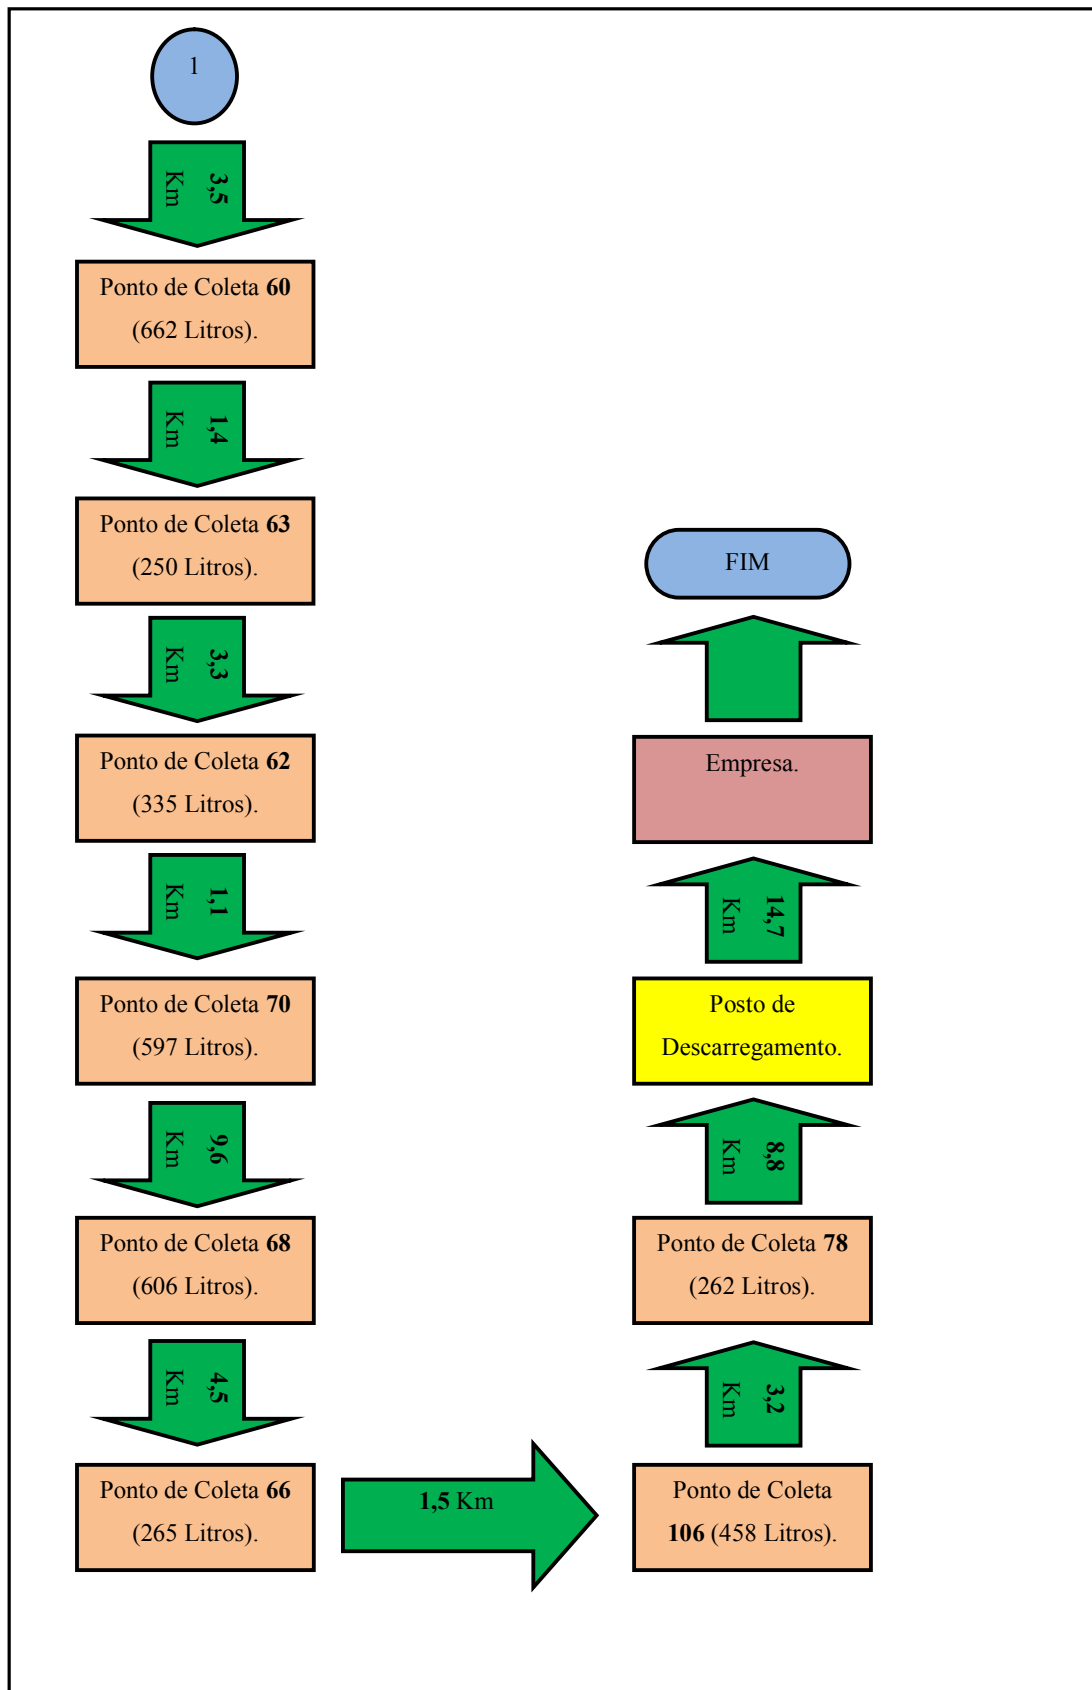 1
3,5
Km
Ponto de Coleta 60
(662 Litros).
1,4
Km
Ponto de Coleta 63
(250 Litros).
3,3
Km
Ponto de Coleta 62
(335 Litros).
1,1
Km
Ponto de Coleta 70
(597 Litros).
9,6
Km
Ponto de Coleta 68
(606 Litros).
4,5
Km
Ponto de Coleta 66
(265 Litros).
1,5 Km
Ponto de Coleta
106 (458 Litros).
3,2
Km
Ponto de Coleta 78
(262 Litros).
8,8
Km
Posto de
Descarregamento.
14,7
Km
Empresa.
FIM